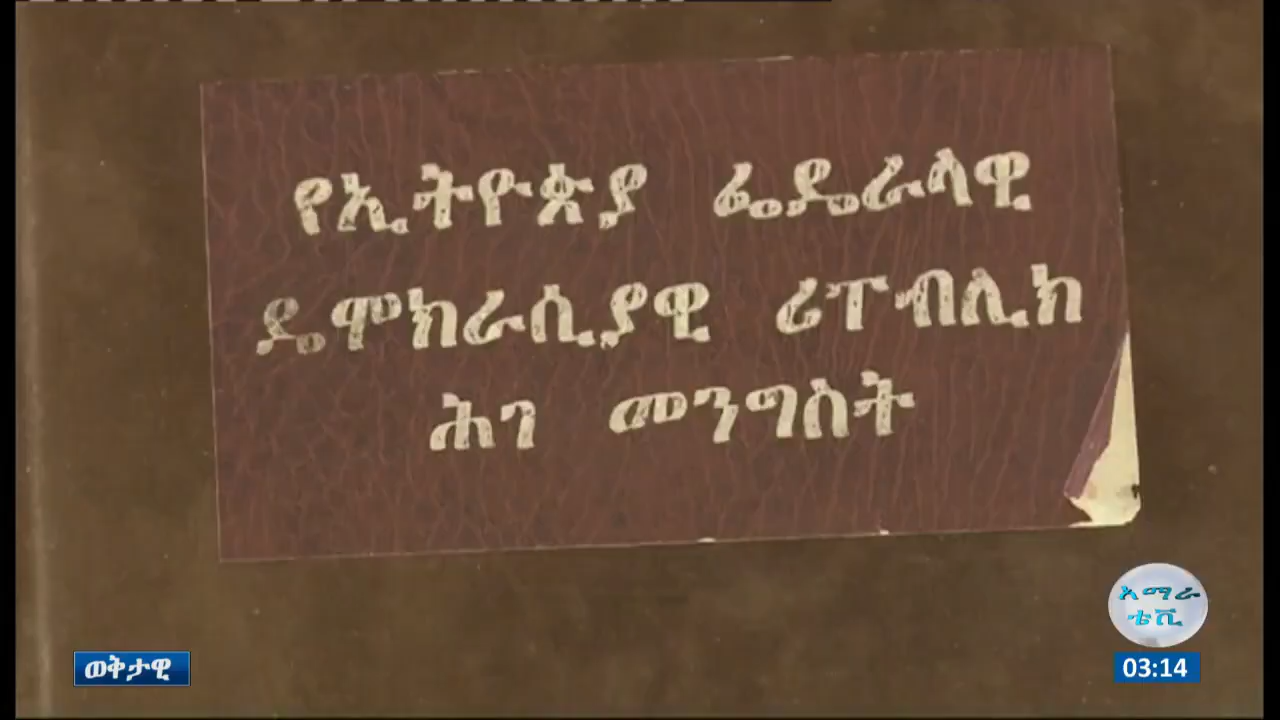 የኢትዮጵያ ፌዴራላዊ
ዴሞክራሲያዊ ሪፐብሊክ
ሕገ መንግስት
አማራ
ቴቪ
ወቅታዊ
03:14